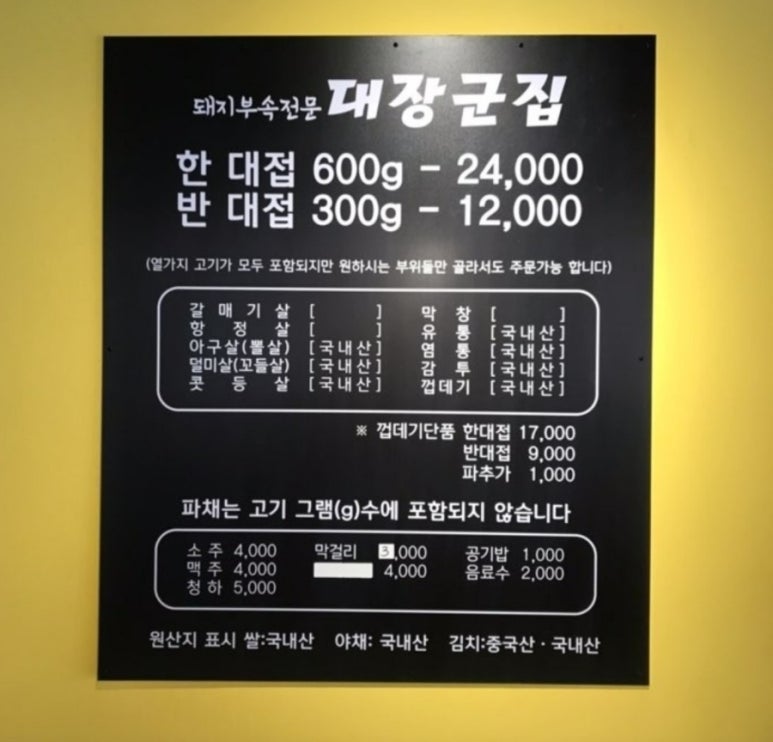 돼지부속전문 대장군집
한 대접 600g - 24,000
반 대접 300g - 12,000
(열가지 고기가 모두 포함되지만 원하시는 부위들만 골라서도 주문가능 합니다)
갈 매 기 살 [ ] 막 창 [ ]
항 정 살 [ ] 유 통 [국내산]
아구살(뽈살) [국내산] 염 통 [국내산]
덜미살(꼬들살) [국내산] 감 투 [국내산]
콧 등 살 [국내산] 껍데기 [국내산]
※ 껍데기단품 한대접 17,000
반대접 9,000
파추가 1,000
파채는 고기 그램(g)수에 포함되지 않습니다
소 주 4,000 막걸리 3,000 공기밥 1,000
맥 주 4,000 4,000 음료수 2,000
청 하 5,000
원산지 표시 쌀:국내산 야채: 국내산 김치:중국산 · 국내산